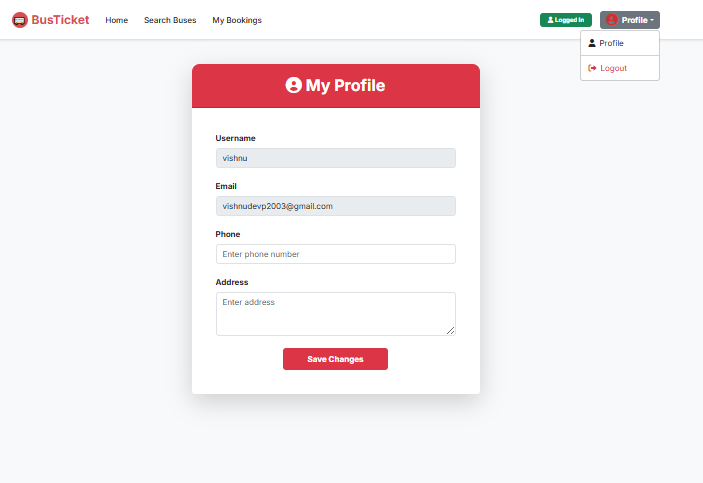 BusTicket Home Search Buses My Bookings Logged In Profile
Profile
Logout
My Profile
Username
vishnu
Email
vishnudevp2003@gmail.com
Phone
Enter phone number
Address
Enter address
Save Changes